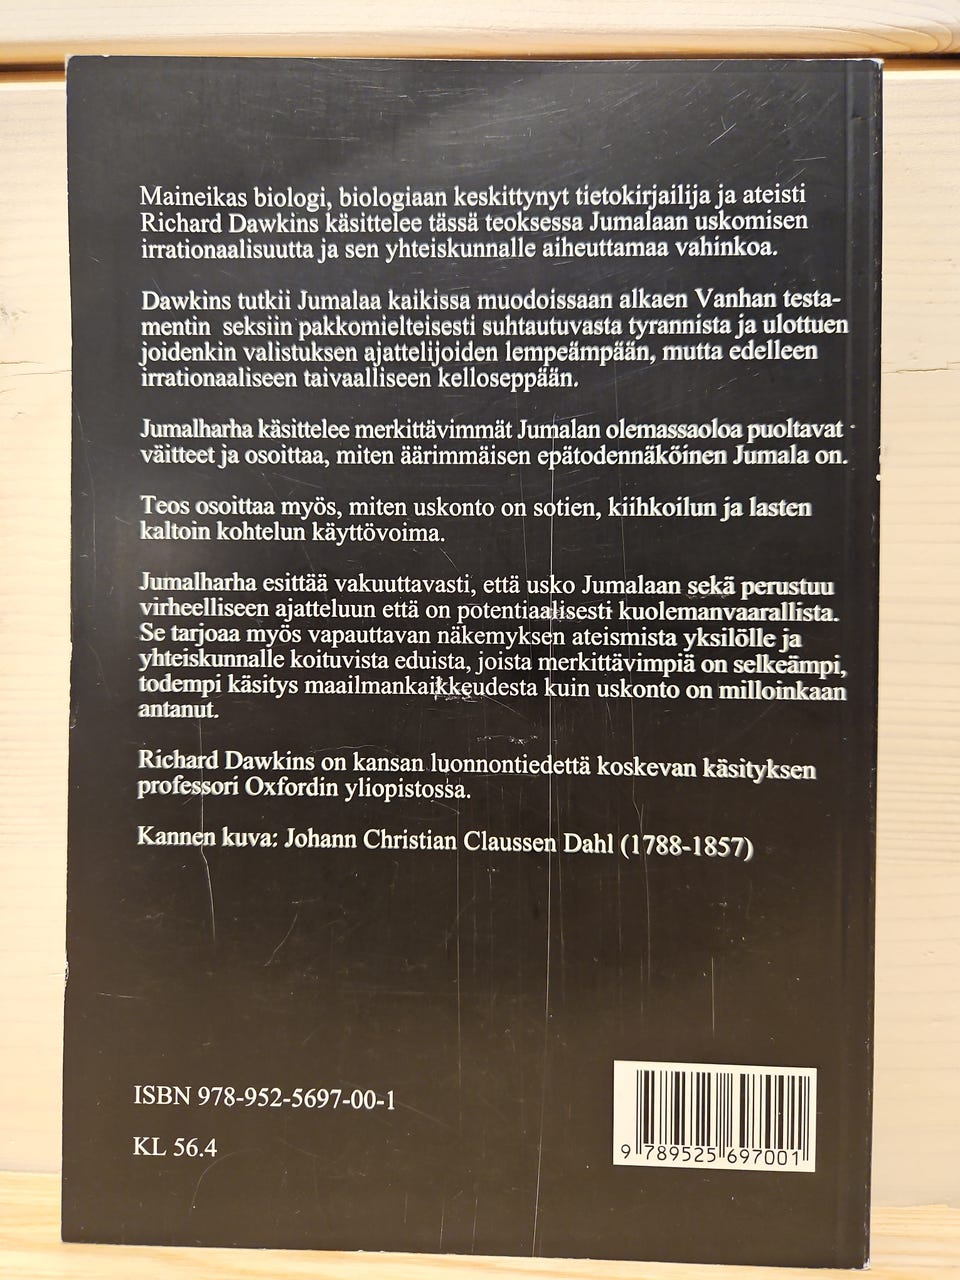 Maineikas biologi, biologiaan keskittynyt tietokirjailija ja ateisti
Richard Dawkins käsittelee tässä teoksessa Jumalaan uskomisen
irrationaalisuutta ja sen yhteiskunnalle aiheuttamaa vahinkoa.
Dawkins tutkii Jumalaa kaikissa muodoissaan alkaen Vanhan testa-
mentin seksiin pakkomielteisesti suhtautuvasta tyrannista ja ulottuen
joidenkin valistuksen ajattelijoiden lempeämpään, mutta edelleen
irrationaaliseen taivaalliseen kelloseppään.
Jumalharha käsittelee merkittävimmät Jumalan olemassaoloa puoltavat
väitteet ja osoittaa, miten äärimmäisen epätodennäköinen Jumala on.
Teos osoittaa myös, miten uskonto on sotien, kiihkoilun ja lasten
kaltoin kohtelun käyttövoima.
Jumalharha esittää vakuuttavasti, että usko Jumalaan sekä perustuu
virheelliseen ajatteluun että on potentiaalisesti kuolemanvaarallista.
Se tarjoaa myös vapauttavan näkemyksen ateismista yksilölle ja
yhteiskunnalle koituvista eduista, joista merkittävimpiä on selkeämpi,
todempi käsitys maailmankaikkeudesta kuin uskonto on milloinkaan
antanut.
Richard Dawkins on kansan luonnontiedettä koskevan käsityksen
professori Oxfordin yliopistossa.
Kannen kuva: Johann Christian Claussen Dahl (1788-1857)
ISBN 978-952-5697-00-1
KL 56.4
9 789525 697001